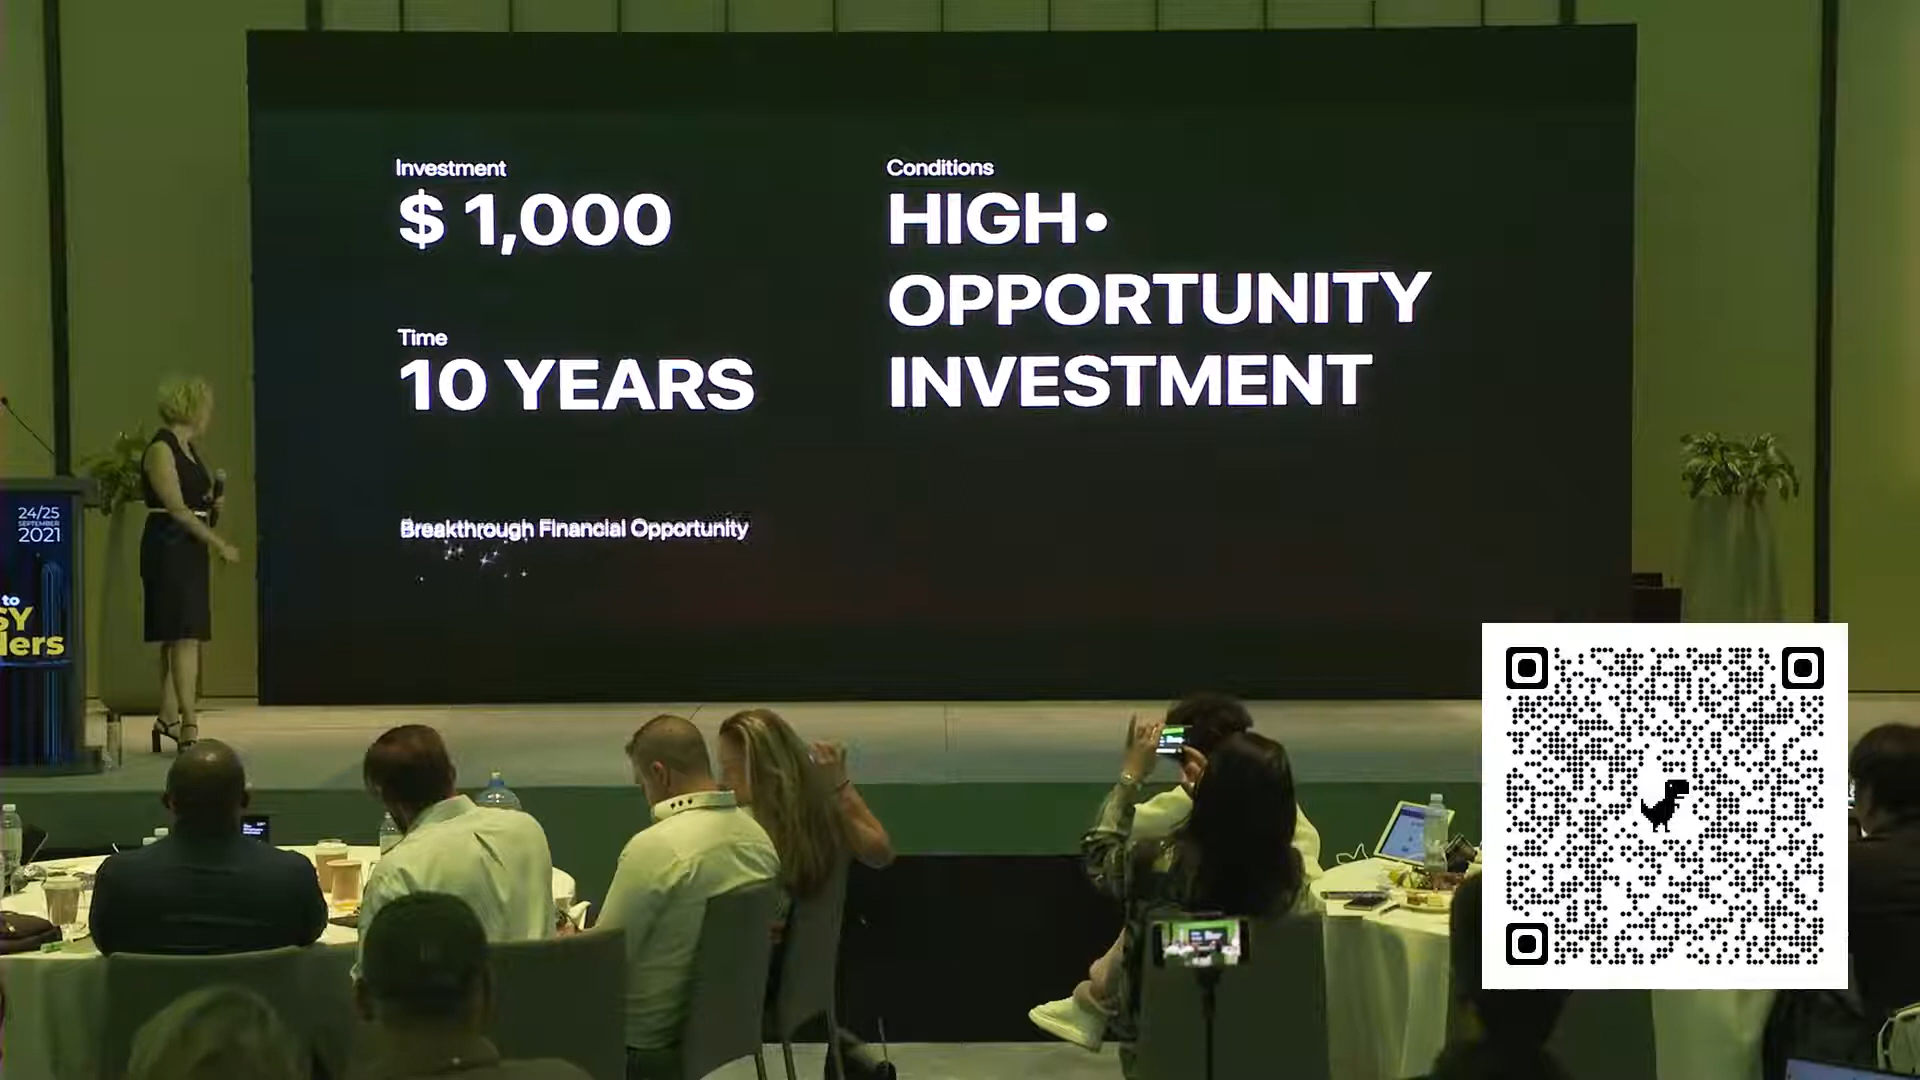 Investment
$ 1,000
Time
10 YEARS
Breakthrough Financial Opportunity
Conditions
HIGH•
OPPORTUNITY
INVESTMENT
24/25
SEPTEMBER
2021
to
SY
lers